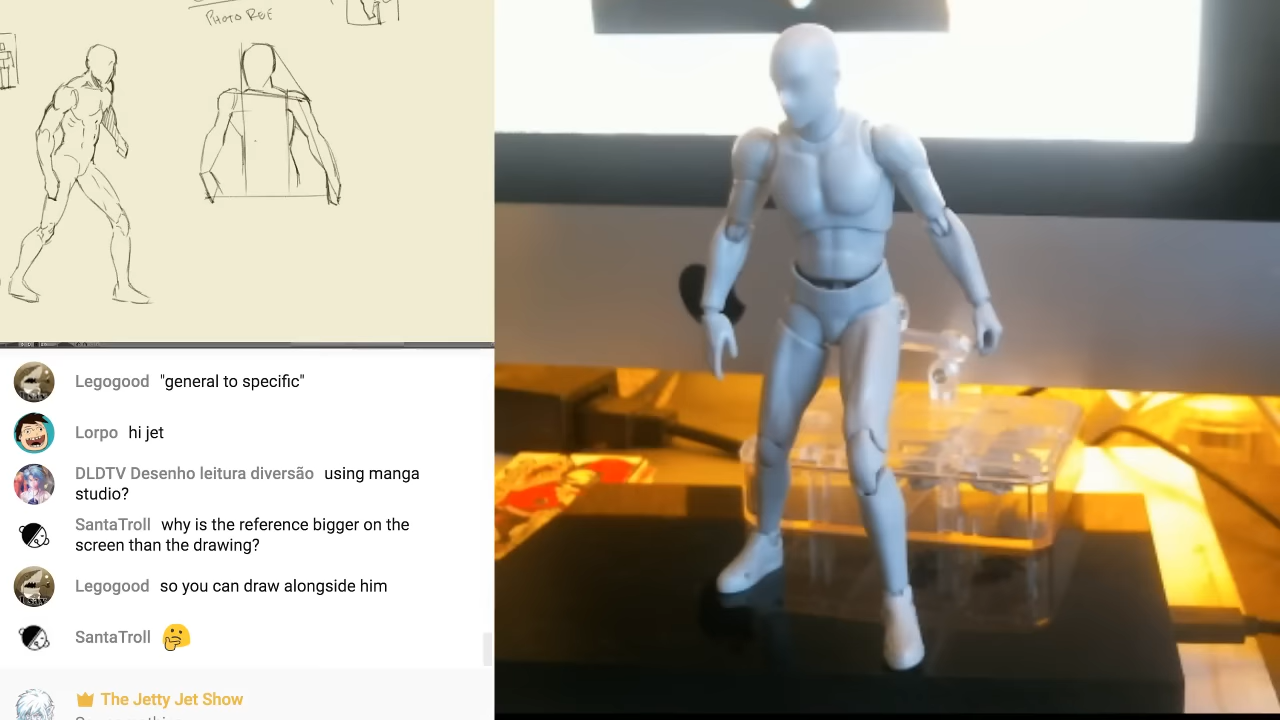 PHOTO REF
Legogood "general to specific"
Lorpo hi jet
DLDTV Desenho leitura diversão using manga
studio?
SantaTroll why is the reference bigger on the
screen than the drawing?
Legogood so you can draw alongside him
SantaTroll 🤔
The Jetty Jet Show